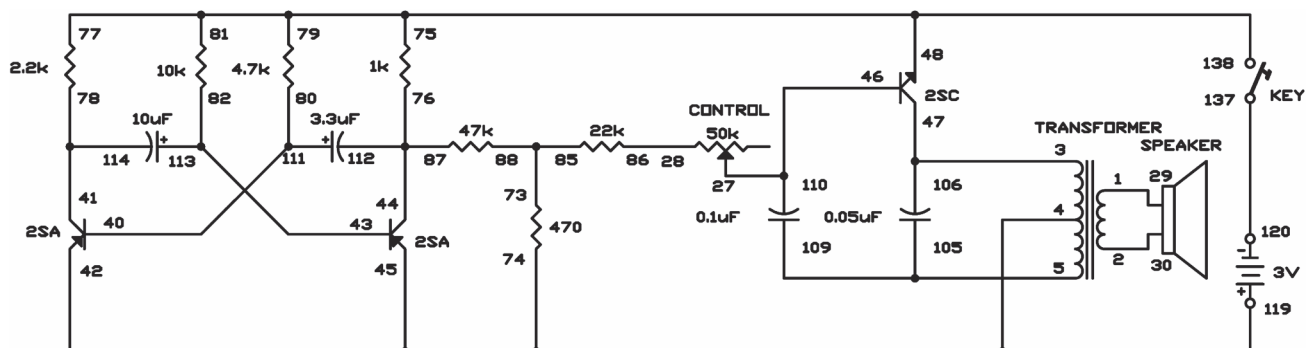 77 81 79 75
48
2.2k 10k 4.7k 1k
46
138
78 82 80 76
2SC
137 KEY
CONTROL
10uF 3.3uF
47
47k 22k 50k
TRANSFORMER
SPEAKER
114 + 113 111 + 112 87 88 85 86 28
3
27 110 106 1 29
41 40 43 44 73
0.1uF 0.05uF 4
2SA 2SA 470
120
42 45 74 109 105 5 2 30
- 3V
+ 119